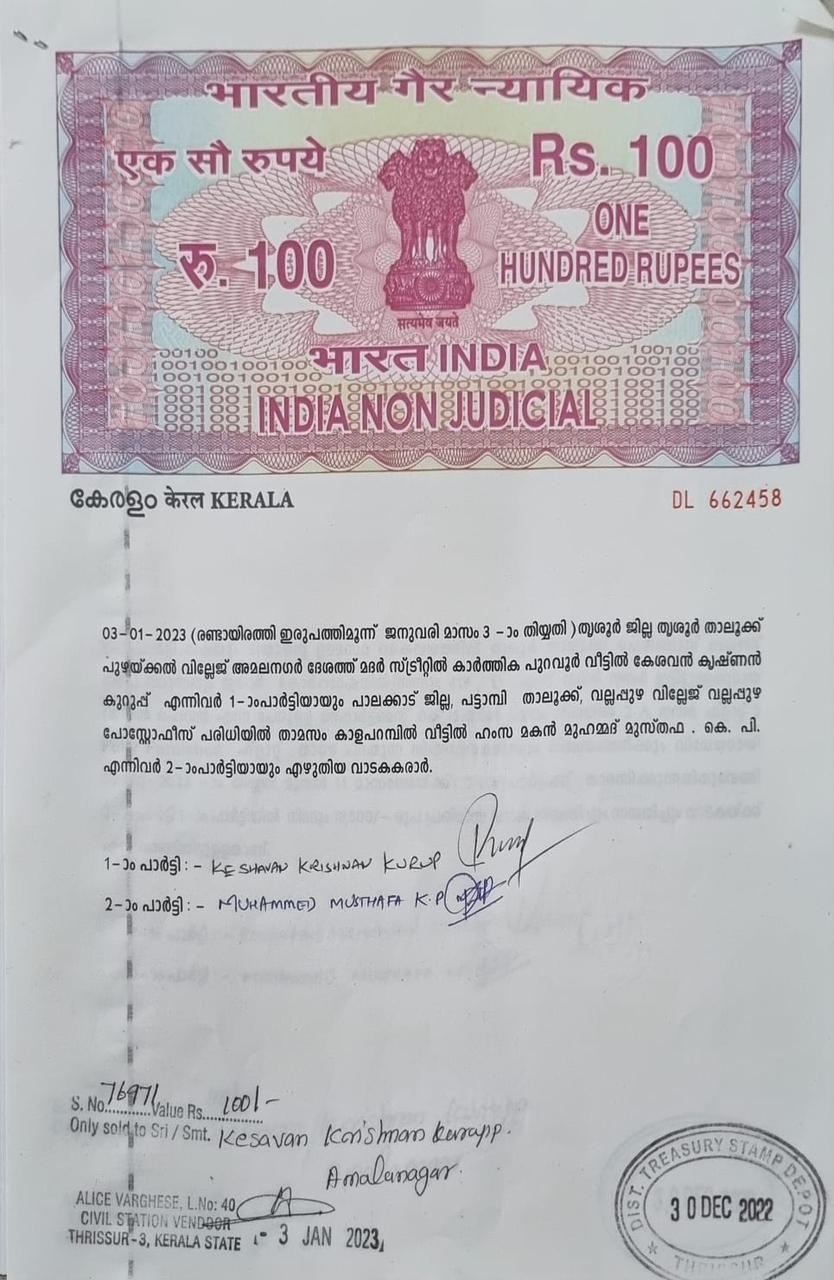 भारतीय गैर न्यायिक
एक सौ रुपये Rs. 100
रु. 100 ONE
HUNDRED RUPEES
सत्यमेव जयते
भारत INDIA
INDIA NON JUDICIAL
കേരളം केरल KERALA DL 662458
03-01-2023 (രണ്ടായിരത്തി ഇരുപത്തിമൂന്ന് ജനുവരി മാസം 3 -ാം തിയ്യതി )തൃശൂർ ജില്ല തൃശൂർ താലൂക്ക്
പുഴയ്ക്കൽ വില്ലേജ് അമലനഗർ ദേശത്ത് മദർ സ്ട്രീറ്റിൽ കാർത്തിക പുറവൂർ വീട്ടിൽ കേശവൻ കൃഷ്ണൻ
കുറുപ്പ് എന്നിവർ 1-ാംപാർട്ടിയായും പാലക്കാട് ജില്ല, പട്ടാമ്പി താലൂക്ക്, വല്ലപ്പുഴ വില്ലേജ് വല്ലപ്പുഴ
പോസ്റ്റോഫീസ് പരിധിയിൽ താമസം കാളപറമ്പിൽ വീട്ടിൽ ഹംസ മകൻ മുഹമ്മദ് മുസ്തഫ . കെ. പി.
എന്നിവർ 2-ാംപാർട്ടിയായും എഴുതിയ വാടകകരാർ.
1-ാം പാർട്ടി : - KESHAVAN KRISHNAN KURUP
2-ാം പാർട്ടി : - MUHAMMED MUSTHAFA K.P
S. No. 76971 Value Rs. 100/-
Only sold to Sri / Smt. Kesavan Krishnan Kurupp.
Amalanagar.
ALICE VARGHESE, L.No: 40
CIVIL STATION VENDOOR
THRISSUR-3, KERALA STATE - 3 JAN 2023
DIST. TREASURY STAMP DEPOT
30 DEC 2022
THRISSUR